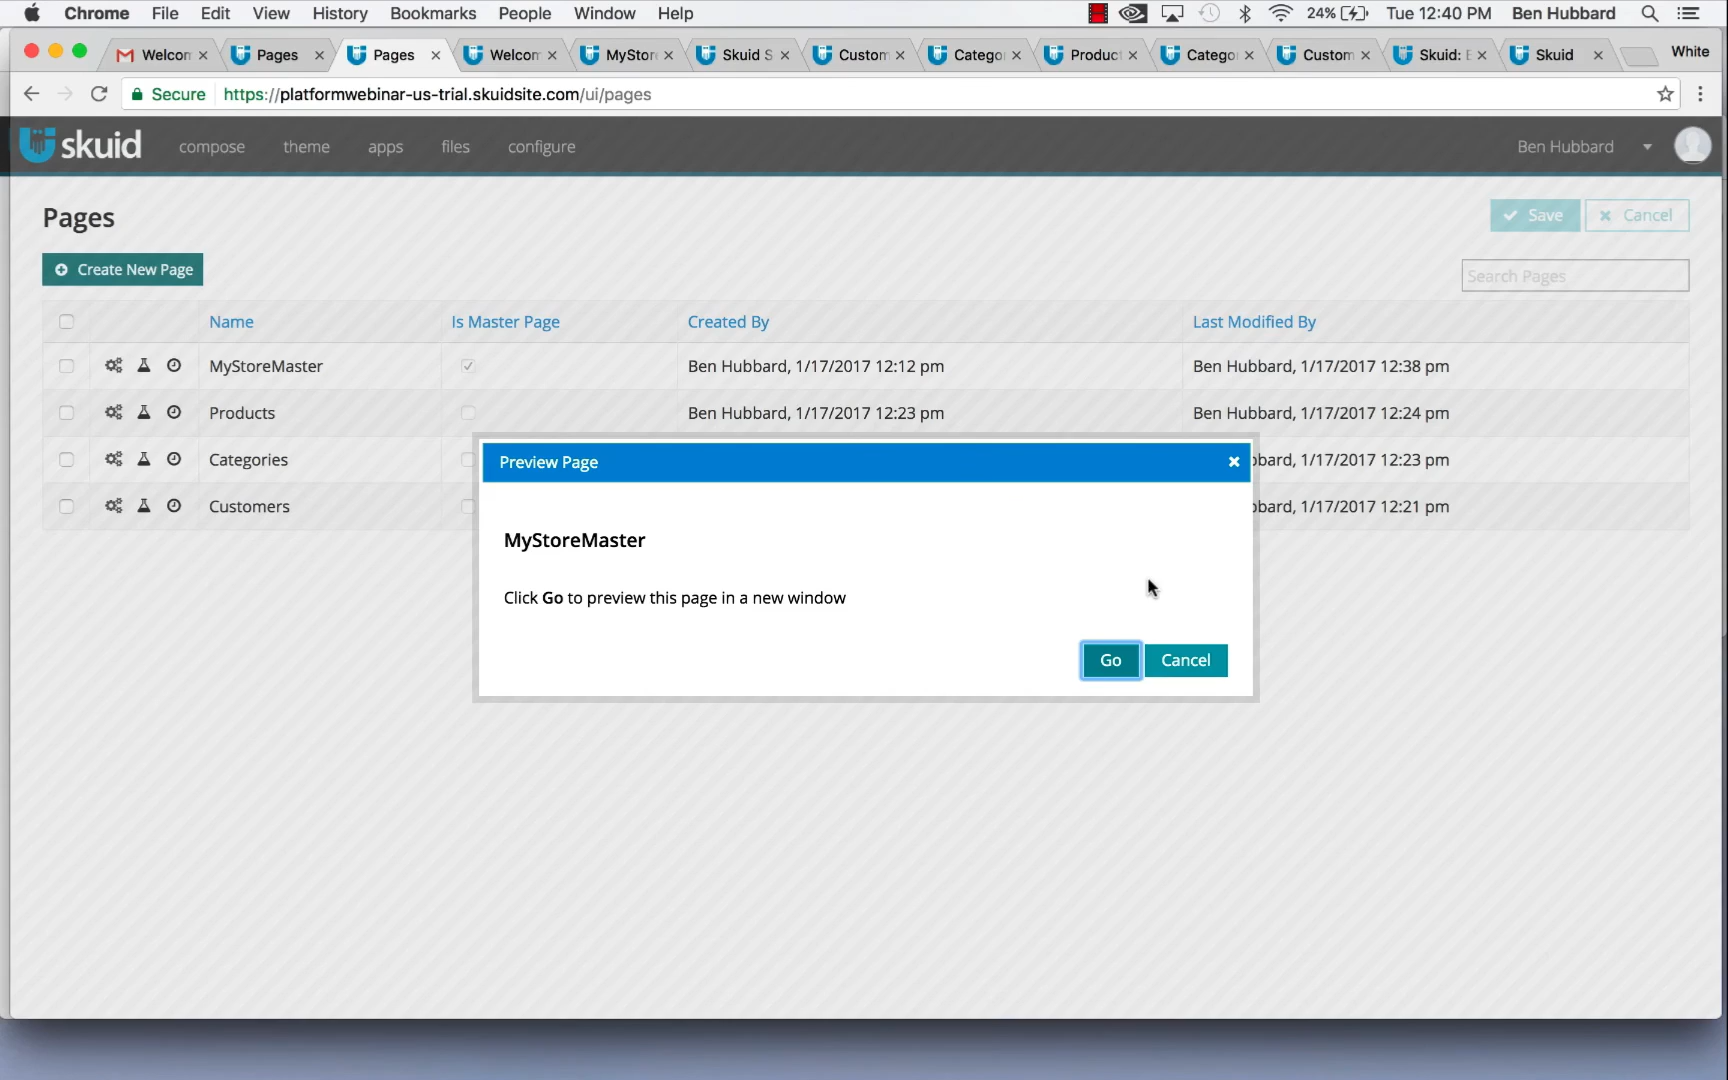 Chrome File Edit View History Bookmarks People Window Help 24% Tue 12:40 PM Ben Hubbard
Welcom Pages Pages Welcom MyStor Skuid S Custom Catego Produc Catego Custom Skuid: E Skuid White
Secure https://platformwebinar-us-trial.skuidsite.com/ui/pages
skuid compose theme apps files configure Ben Hubbard
Pages
Save Cancel
Create New Page
Search Pages
Name Is Master Page Created By Last Modified By
MyStoreMaster Ben Hubbard, 1/17/2017 12:12 pm Ben Hubbard, 1/17/2017 12:38 pm
Products Ben Hubbard, 1/17/2017 12:23 pm Ben Hubbard, 1/17/2017 12:24 pm
Categories bbard, 1/17/2017 12:23 pm
Customers bbard, 1/17/2017 12:21 pm
Preview Page
MyStoreMaster
Click Go to preview this page in a new window
Go Cancel